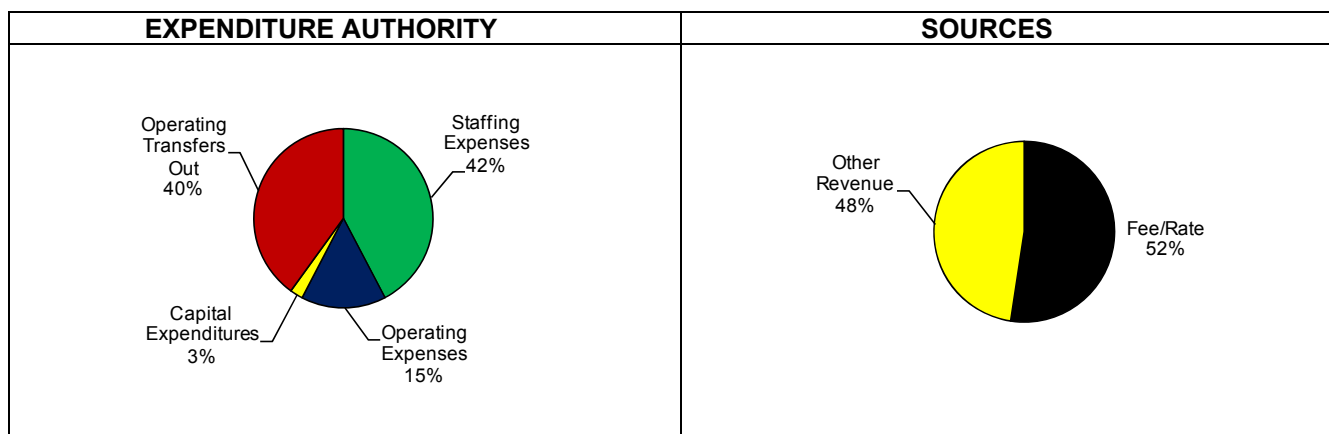 EXPENDITURE AUTHORITY
SOURCES
Operating
Transfers
Out
40%
Staffing
Expenses
42%
Capital
Expenditures
3%
Operating
Expenses
15%
Other
Revenue
48%
Fee/Rate
52%